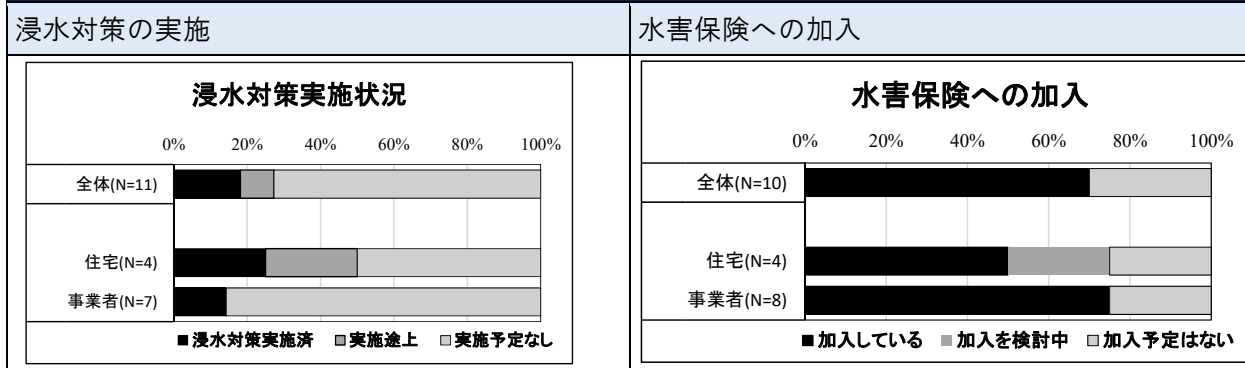 浸水対策の実施
水害保険への加入
浸水対策実施状況
0% 20% 40% 60% 80% 100%
全体(N=11)
住宅(N=4)
事業者(N=7)
■浸水対策実施済 ■実施途上 □実施予定なし
水害保険への加入
0% 20% 40% 60% 80% 100%
全体(N=10)
住宅(N=4)
事業者(N=8)
■加入している ■加入を検討中 □加入予定はない